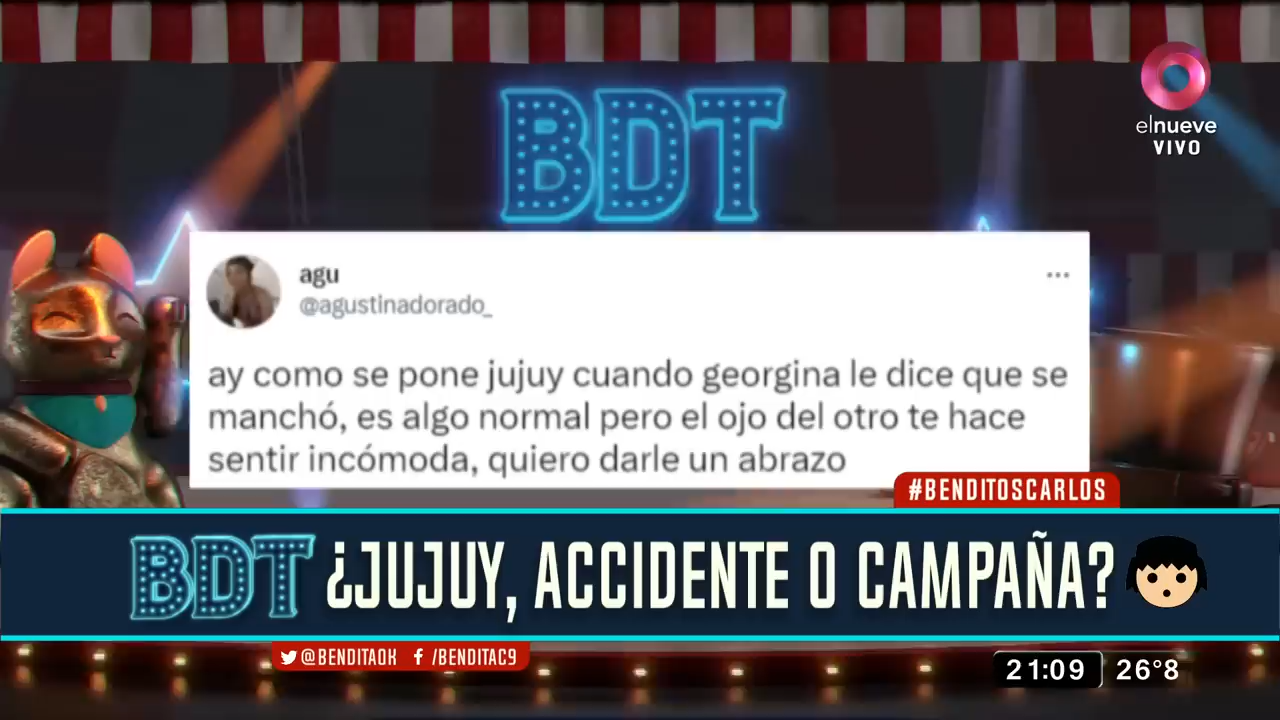 BDT
elnueve
VIVO
agu
@agustinadorado_
ay como se pone jujuy cuando georgina le dice que se
manchó, es algo normal pero el ojo del otro te hace
sentir incómoda, quiero darle un abrazo
#BENDITOSCARLOS
BDT ¿JUJUY, ACCIDENTE O CAMPAÑA?
@BENDITAOK f /BENDITAC9
21:09 26°8